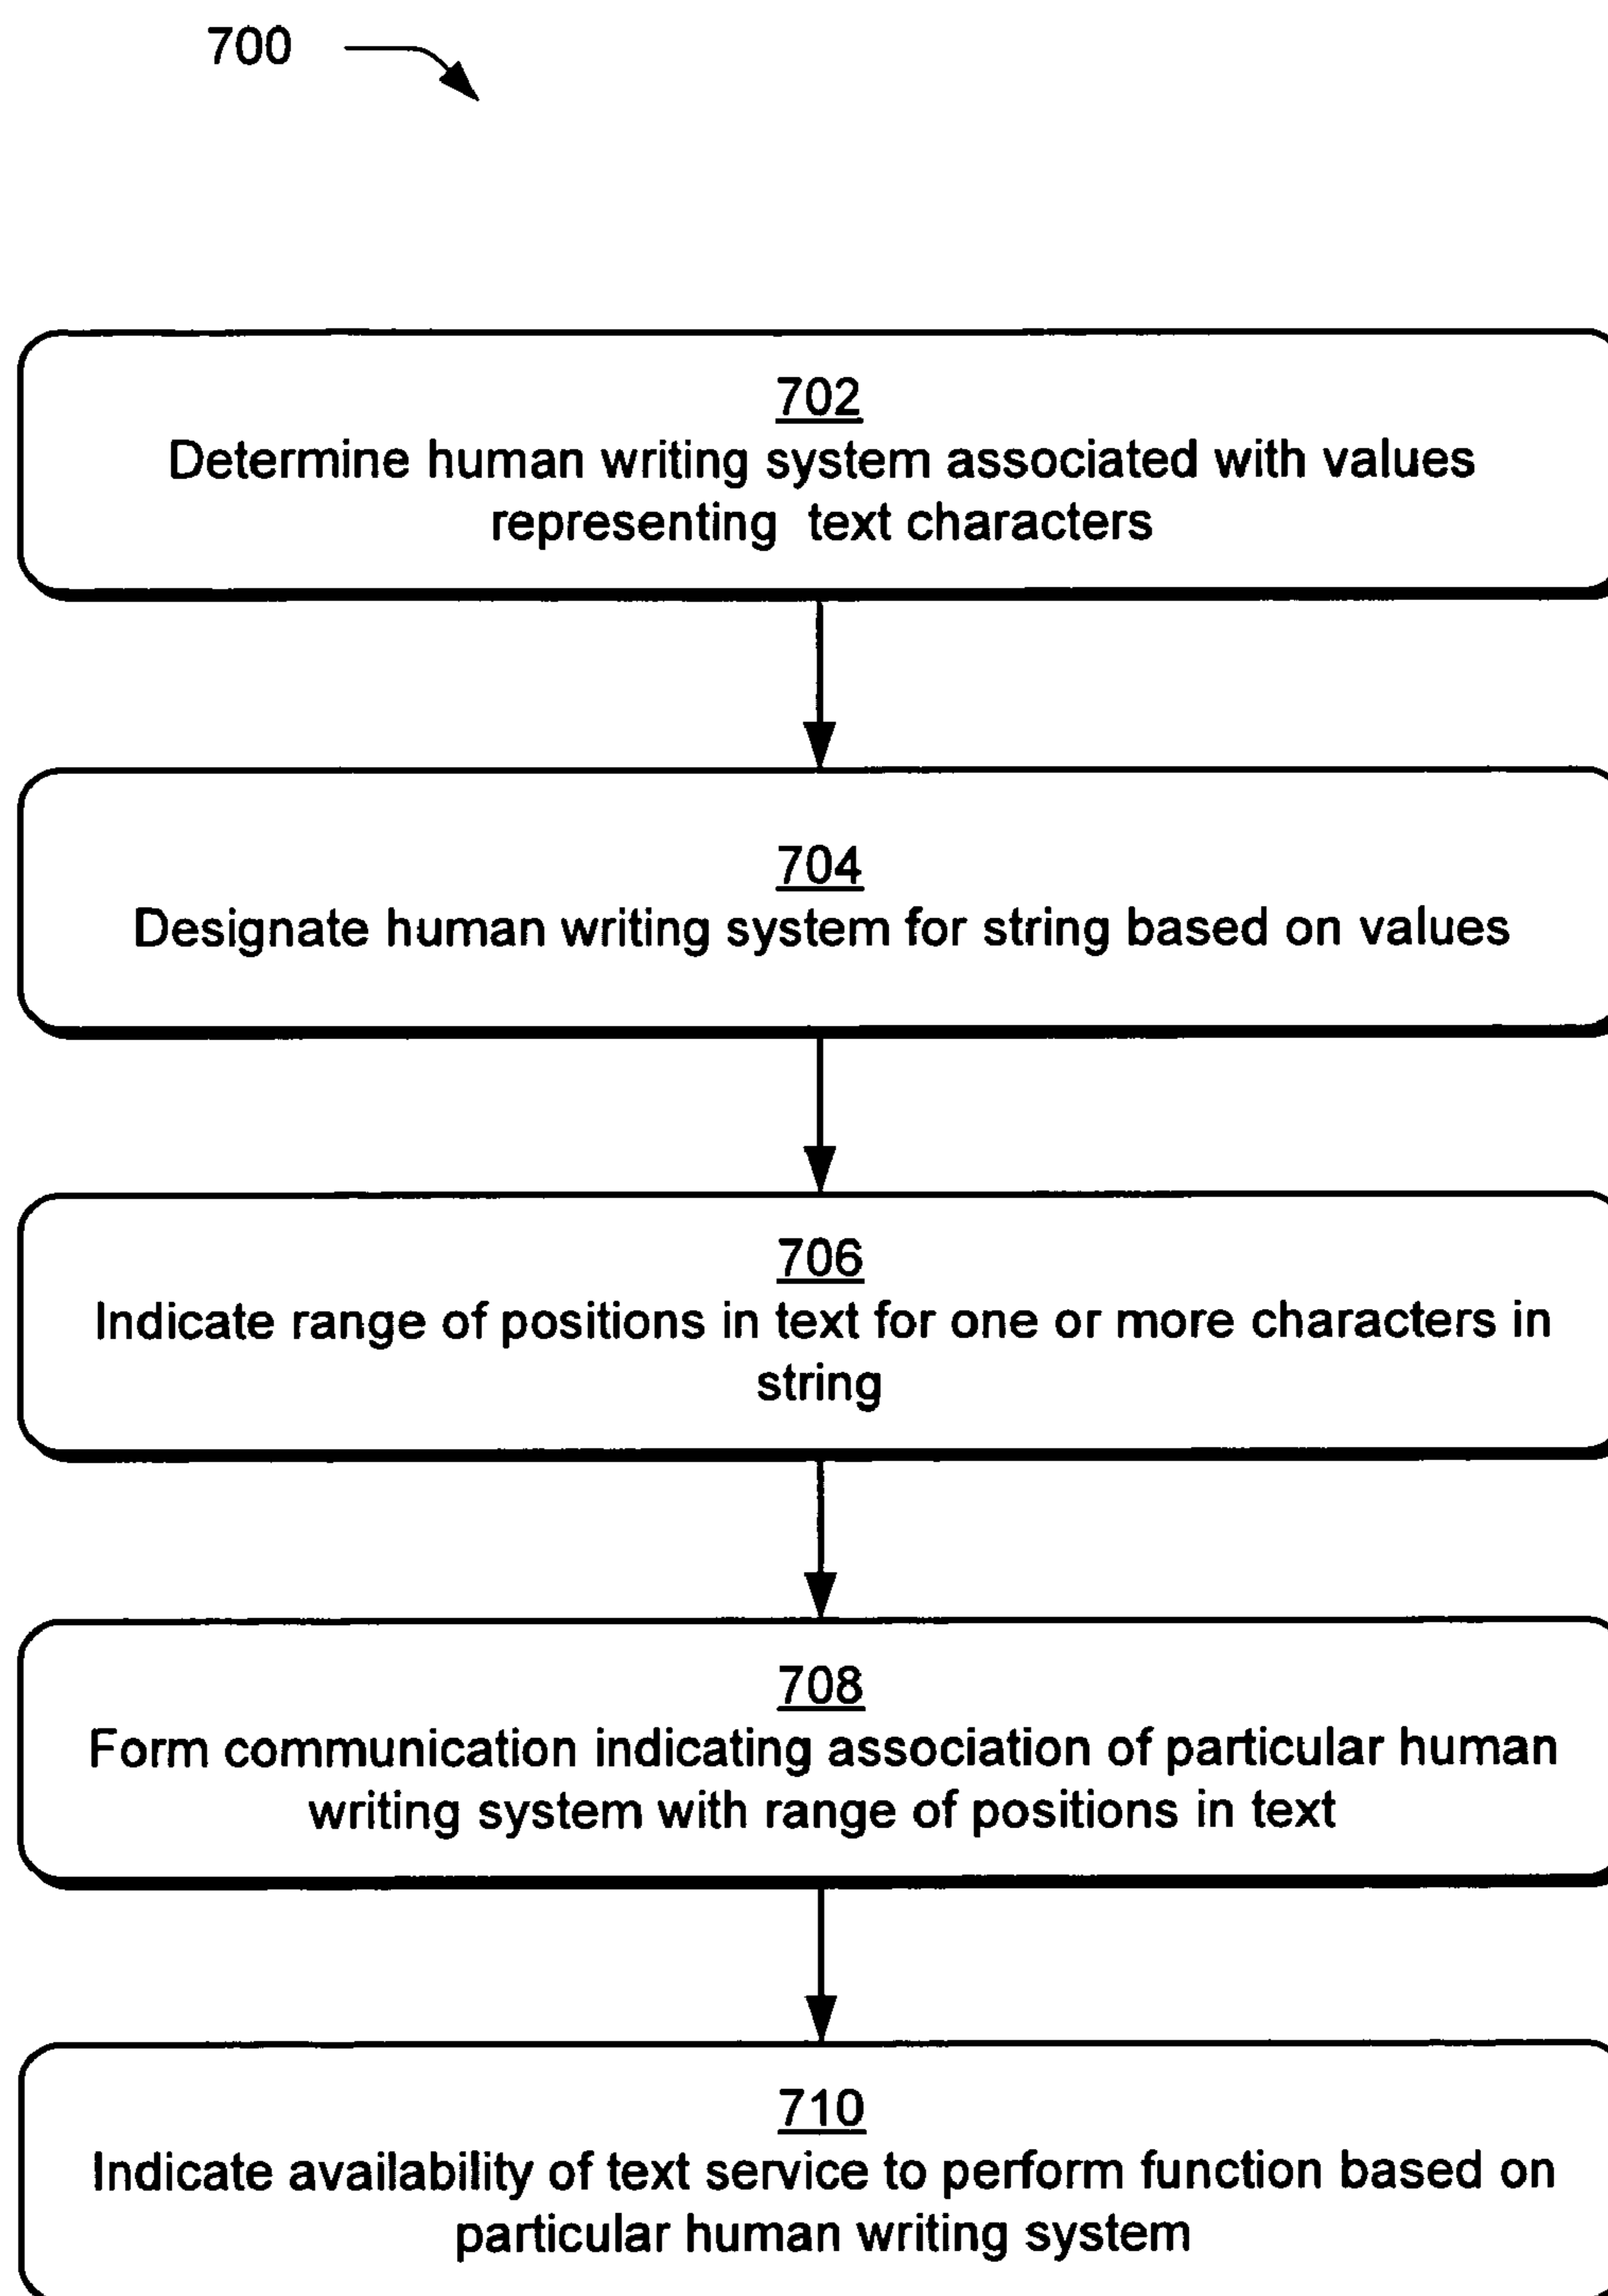 700
702
Determine human writing system associated with values
representing text characters
704
Designate human writing system for string based on values
706
Indicate range of positions in text for one or more characters in
string
708
Form communication indicating association of particular human
writing system with range of positions in text
710
Indicate availability of text service to perform function based on
particular human writing system